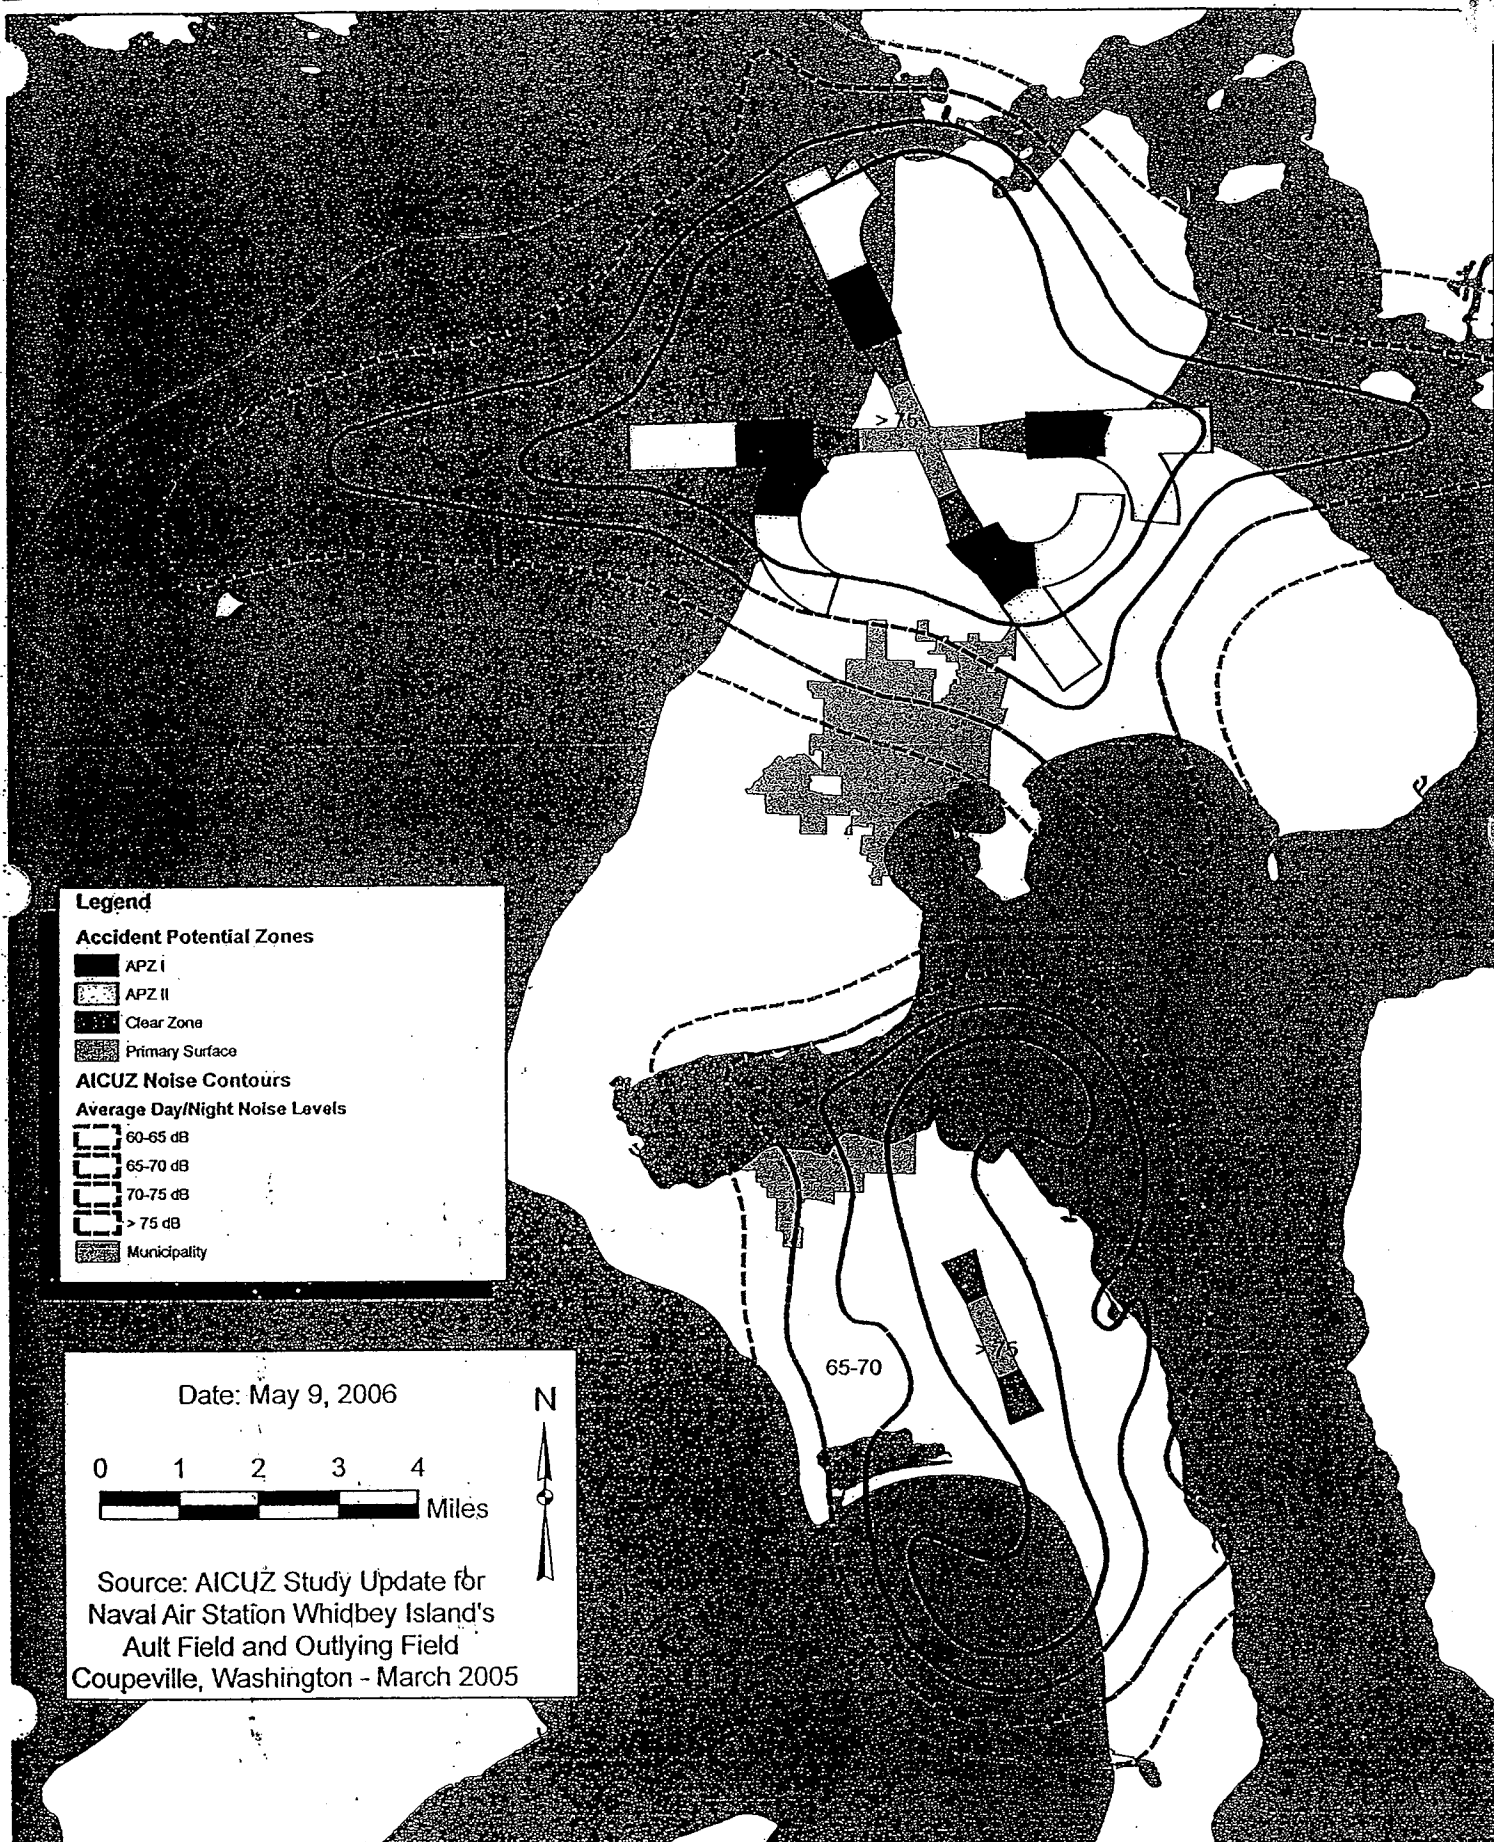 > 75
Legend
Accident Potential Zones
APZ I
APZ II
Clear Zone
Primary Surface
AICUZ Noise Contours
Average Day/Night Noise Levels
60-65 dB
65-70 dB
70-75 dB
> 75 dB
Municipality
> 75
65-70
Date: May 9, 2006
N
0 1 2 3 4
Miles
Source: AICUZ Study Update for
Naval Air Station Whidbey Island's
Ault Field and Outlying Field
Coupeville, Washington - March 2005